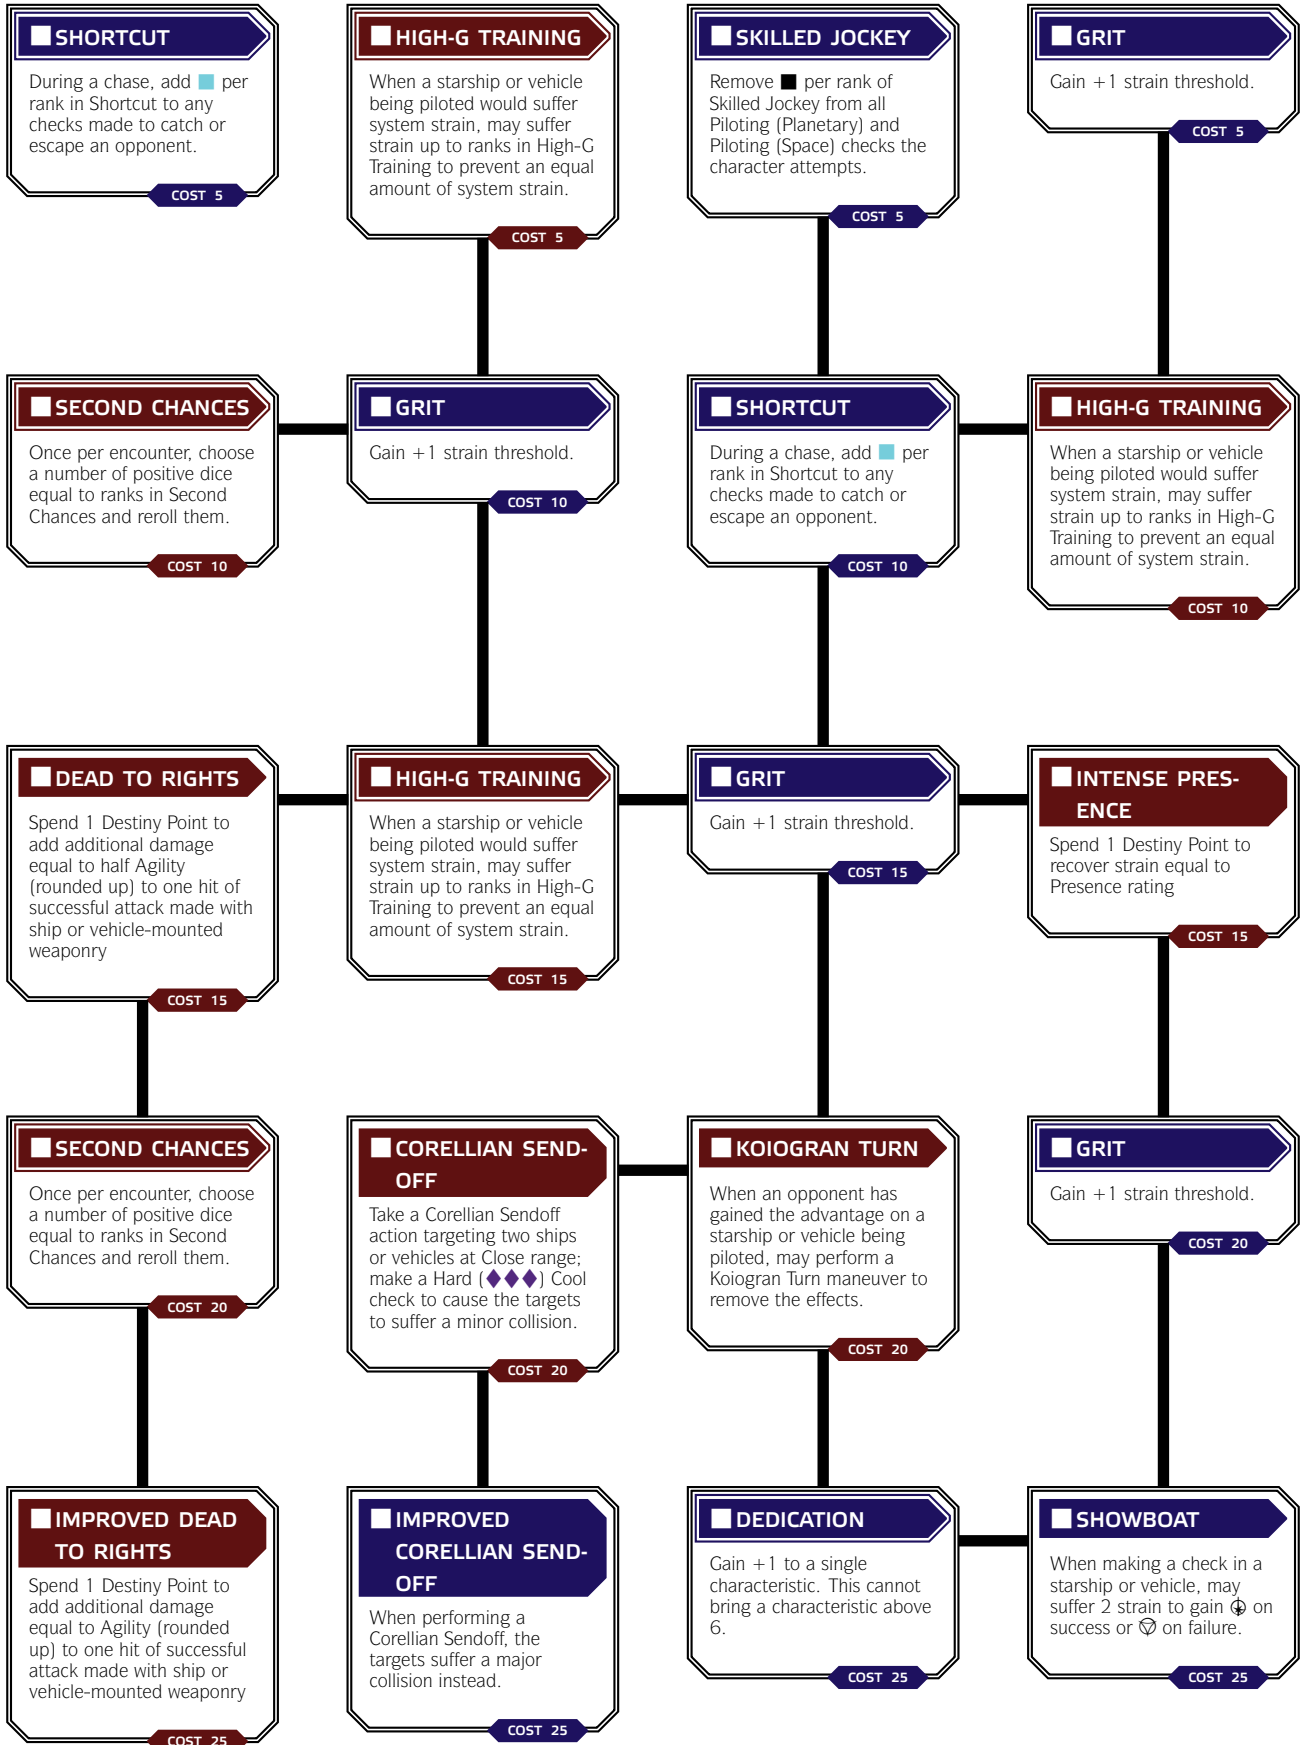 SHORTCUT
During a chase, add per
rank in Shortcut to any
checks made to catch or
escape an opponent.
COST 5
HIGH-G TRAINING
When a starship or vehicle
being piloted would suffer
system strain, may suffer
strain up to ranks in High-G
Training to prevent an equal
amount of system strain.
COST 5
SKILLED JOCKEY
Remove per rank of
Skilled Jockey from all
Piloting (Planetary) and
Piloting (Space) checks the
character attempts.
COST 5
GRIT
Gain +1 strain threshold.
COST 5
SECOND CHANCES
Once per encounter, choose
a number of positive dice
equal to ranks in Second
Chances and reroll them.
COST 10
GRIT
Gain +1 strain threshold.
COST 10
SHORTCUT
During a chase, add per
rank in Shortcut to any
checks made to catch or
escape an opponent.
COST 10
HIGH-G TRAINING
When a starship or vehicle
being piloted would suffer
system strain, may suffer
strain up to ranks in High-G
Training to prevent an equal
amount of system strain.
COST 10
DEAD TO RIGHTS
Spend 1 Destiny Point to
add additional damage
equal to half Agility
(rounded up) to one hit of
successful attack made with
ship or vehicle-mounted
weaponry
COST 15
HIGH-G TRAINING
When a starship or vehicle
being piloted would suffer
system strain, may suffer
strain up to ranks in High-G
Training to prevent an equal
amount of system strain.
COST 15
GRIT
Gain +1 strain threshold.
COST 15
INTENSE PRES-
ENCE
Spend 1 Destiny Point to
recover strain equal to
Presence rating
COST 15
SECOND CHANCES
Once per encounter, choose
a number of positive dice
equal to ranks in Second
Chances and reroll them.
COST 20
CORELLIAN SEND-
OFF
Take a Corellian Sendoff
action targeting two ships
or vehicles at Close range;
make a Hard (◆◆◆) Cool
check to cause the targets
to suffer a minor collision.
COST 20
KOIOGRAN TURN
When an opponent has
gained the advantage on a
starship or vehicle being
piloted, may perform a
Koiogran Turn maneuver to
remove the effects.
COST 20
GRIT
Gain +1 strain threshold.
COST 20
IMPROVED DEAD
TO RIGHTS
Spend 1 Destiny Point to
add additional damage
equal to Agility (rounded
up) to one hit of successful
attack made with ship or
vehicle-mounted weaponry
COST 25
IMPROVED
CORELLIAN SEND-
OFF
When performing a
Corellian Sendoff, the
targets suffer a major
collision instead.
COST 25
DEDICATION
Gain +1 to a single
characteristic. This cannot
bring a characteristic above
6.
COST 25
SHOWBOAT
When making a check in a
starship or vehicle, may
suffer 2 strain to gain on
success or on failure.
COST 25